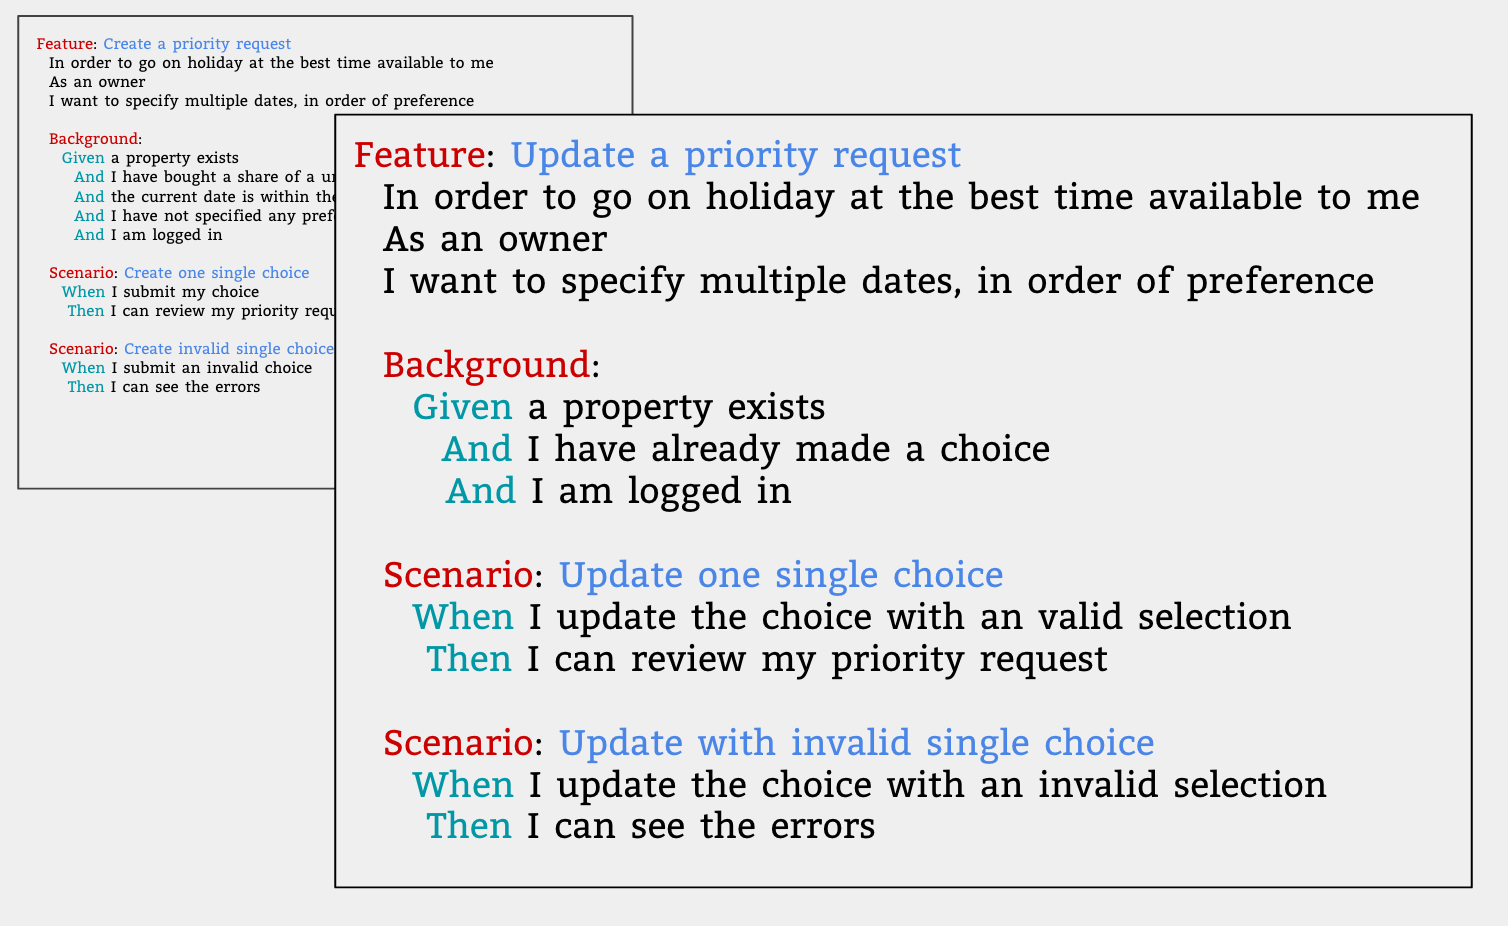 Feature: Create a priority request
In order to go on holiday at the best time available to me
As an owner
I want to specify multiple dates, in order of preference
Background:
Given a property exists
And I have bought a share of a
And the current date is within
And I have not specified any
And I am logged in
Scenario: Create one single choice
When I submit my choice
Then I can review my priority
Scenario: Create invalid single choice
When I submit an invalid choice
Then I can see the errors
Feature: Update a priority request
In order to go on holiday at the best time available to me
As an owner
I want to specify multiple dates, in order of preference
Background:
Given a property exists
And I have already made a choice
And I am logged in
Scenario: Update one single choice
When I update the choice with an valid selection
Then I can review my priority request
Scenario: Update with invalid single choice
When I update the choice with an invalid selection
Then I can see the errors